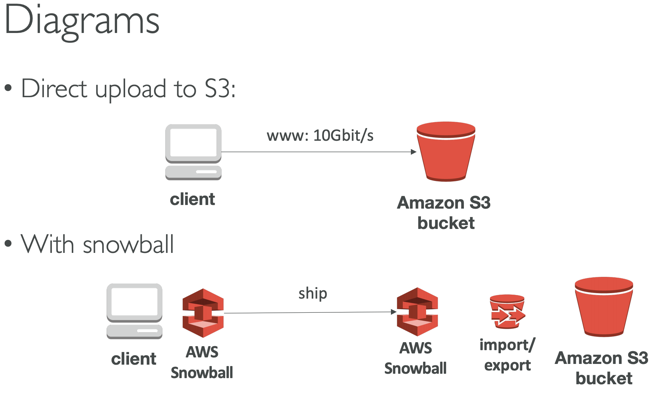 Diagrams
• Direct upload to S3:
www: 10Gbit/s
client
Amazon S3
bucket
• With snowball
ship
client
AWS
Snowball
AWS
Snowball
import/
export
Amazon S3
bucket